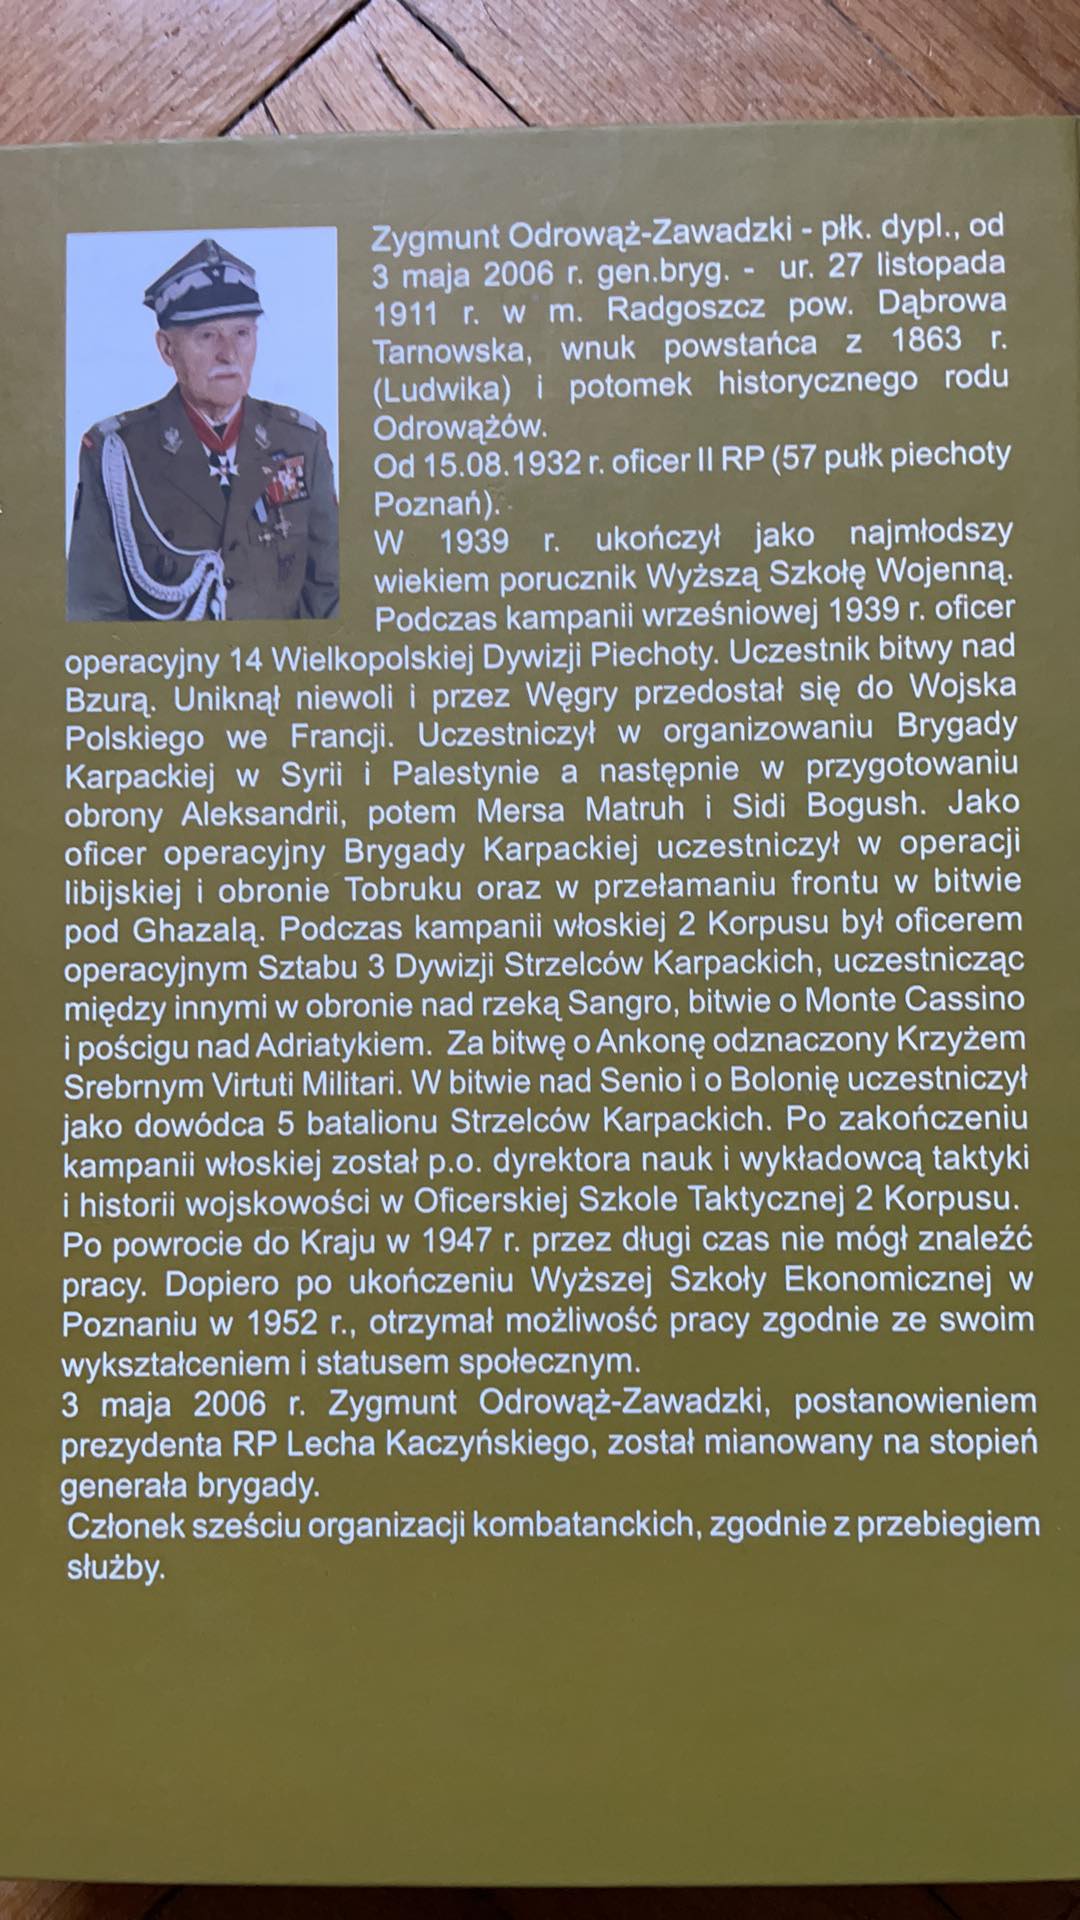 Zygmunt Odrowąż-Zawadzki - płk. dypl., od
3 maja 2006 r. gen.bryg. - ur. 27 listopada
1911 r. w m. Radgoszcz pow. Dąbrowa
Tarnowska, wnuk powstańca z 1863 r.
(Ludwika) i potomek historycznego rodu
Odrowążów.
Od 15.08.1932 r. oficer II RP (57 pułk piechoty
Poznań).
W 1939 r. ukończył jako najmłodszy
wiekiem porucznik Wyższą Szkołę Wojenną.
Podczas kampanii wrześniowej 1939 r. oficer
operacyjny 14 Wielkopolskiej Dywizji Piechoty. Uczestnik bitwy nad
Bzurą. Uniknął niewoli i przez Węgry przedostał się do Wojska
Polskiego we Francji. Uczestniczył w organizowaniu Brygady
Karpackiej w Syrii i Palestynie a następnie w przygotowaniu
obrony Aleksandrii, potem Mersa Matruh i Sidi Bogush. Jako
oficer operacyjny Brygady Karpackiej uczestniczył w operacji
libijskiej i obronie Tobruku oraz w przełamaniu frontu w bitwie
pod Ghazalą. Podczas kampanii włoskiej 2 Korpusu był oficerem
operacyjnym Sztabu 3 Dywizji Strzelców Karpackich, uczestnicząc
między innymi w obronie nad rzeką Sangro, bitwie o Monte Cassino
i pościgu nad Adriatykiem. Za bitwę o Ankonę odznaczony Krzyżem
Srebrnym Virtuti Militari. W bitwie nad Senio i o Bolonię uczestniczył
jako dowódca 5 batalionu Strzelców Karpackich. Po zakończeniu
kampanii włoskiej został p.o. dyrektora nauk i wykładowcą taktyki
i historii wojskowości w Oficerskiej Szkole Taktycznej 2 Korpusu.
Po powrocie do Kraju w 1947 r. przez długi czas nie mógł znaleźć
pracy. Dopiero po ukończeniu Wyższej Szkoły Ekonomicznej w
Poznaniu w 1952 r., otrzymał możliwość pracy zgodnie ze swoim
wykształceniem i statusem społecznym.
3 maja 2006 r. Zygmunt Odrowąż-Zawadzki, postanowieniem
prezydenta RP Lecha Kaczyńskiego, został mianowany na stopień
generała brygady.
Członek sześciu organizacji kombatanckich, zgodnie z przebiegiem
służby.